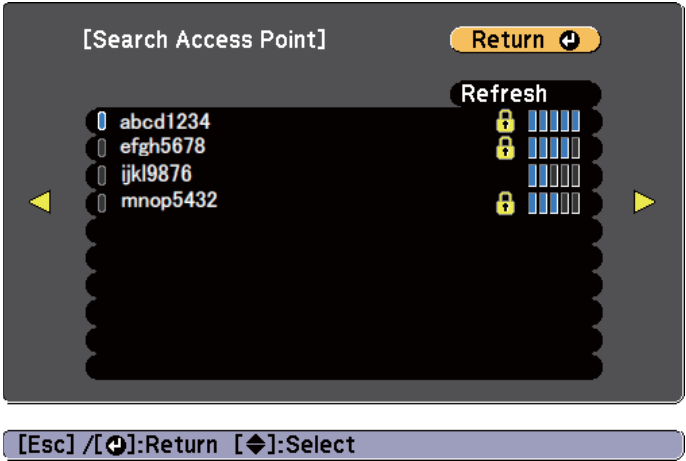 [Search Access Point]
Return
Refresh
abcd1234
efgh5678
ijkl9876
mnop5432
[Esc] /[⏎]:Return [◆]:Select